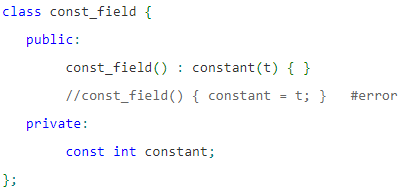 class const_field {
public:
const_field() : constant(t) { }
//const_field() { constant = t; }   #error
private:
const int constant;
};